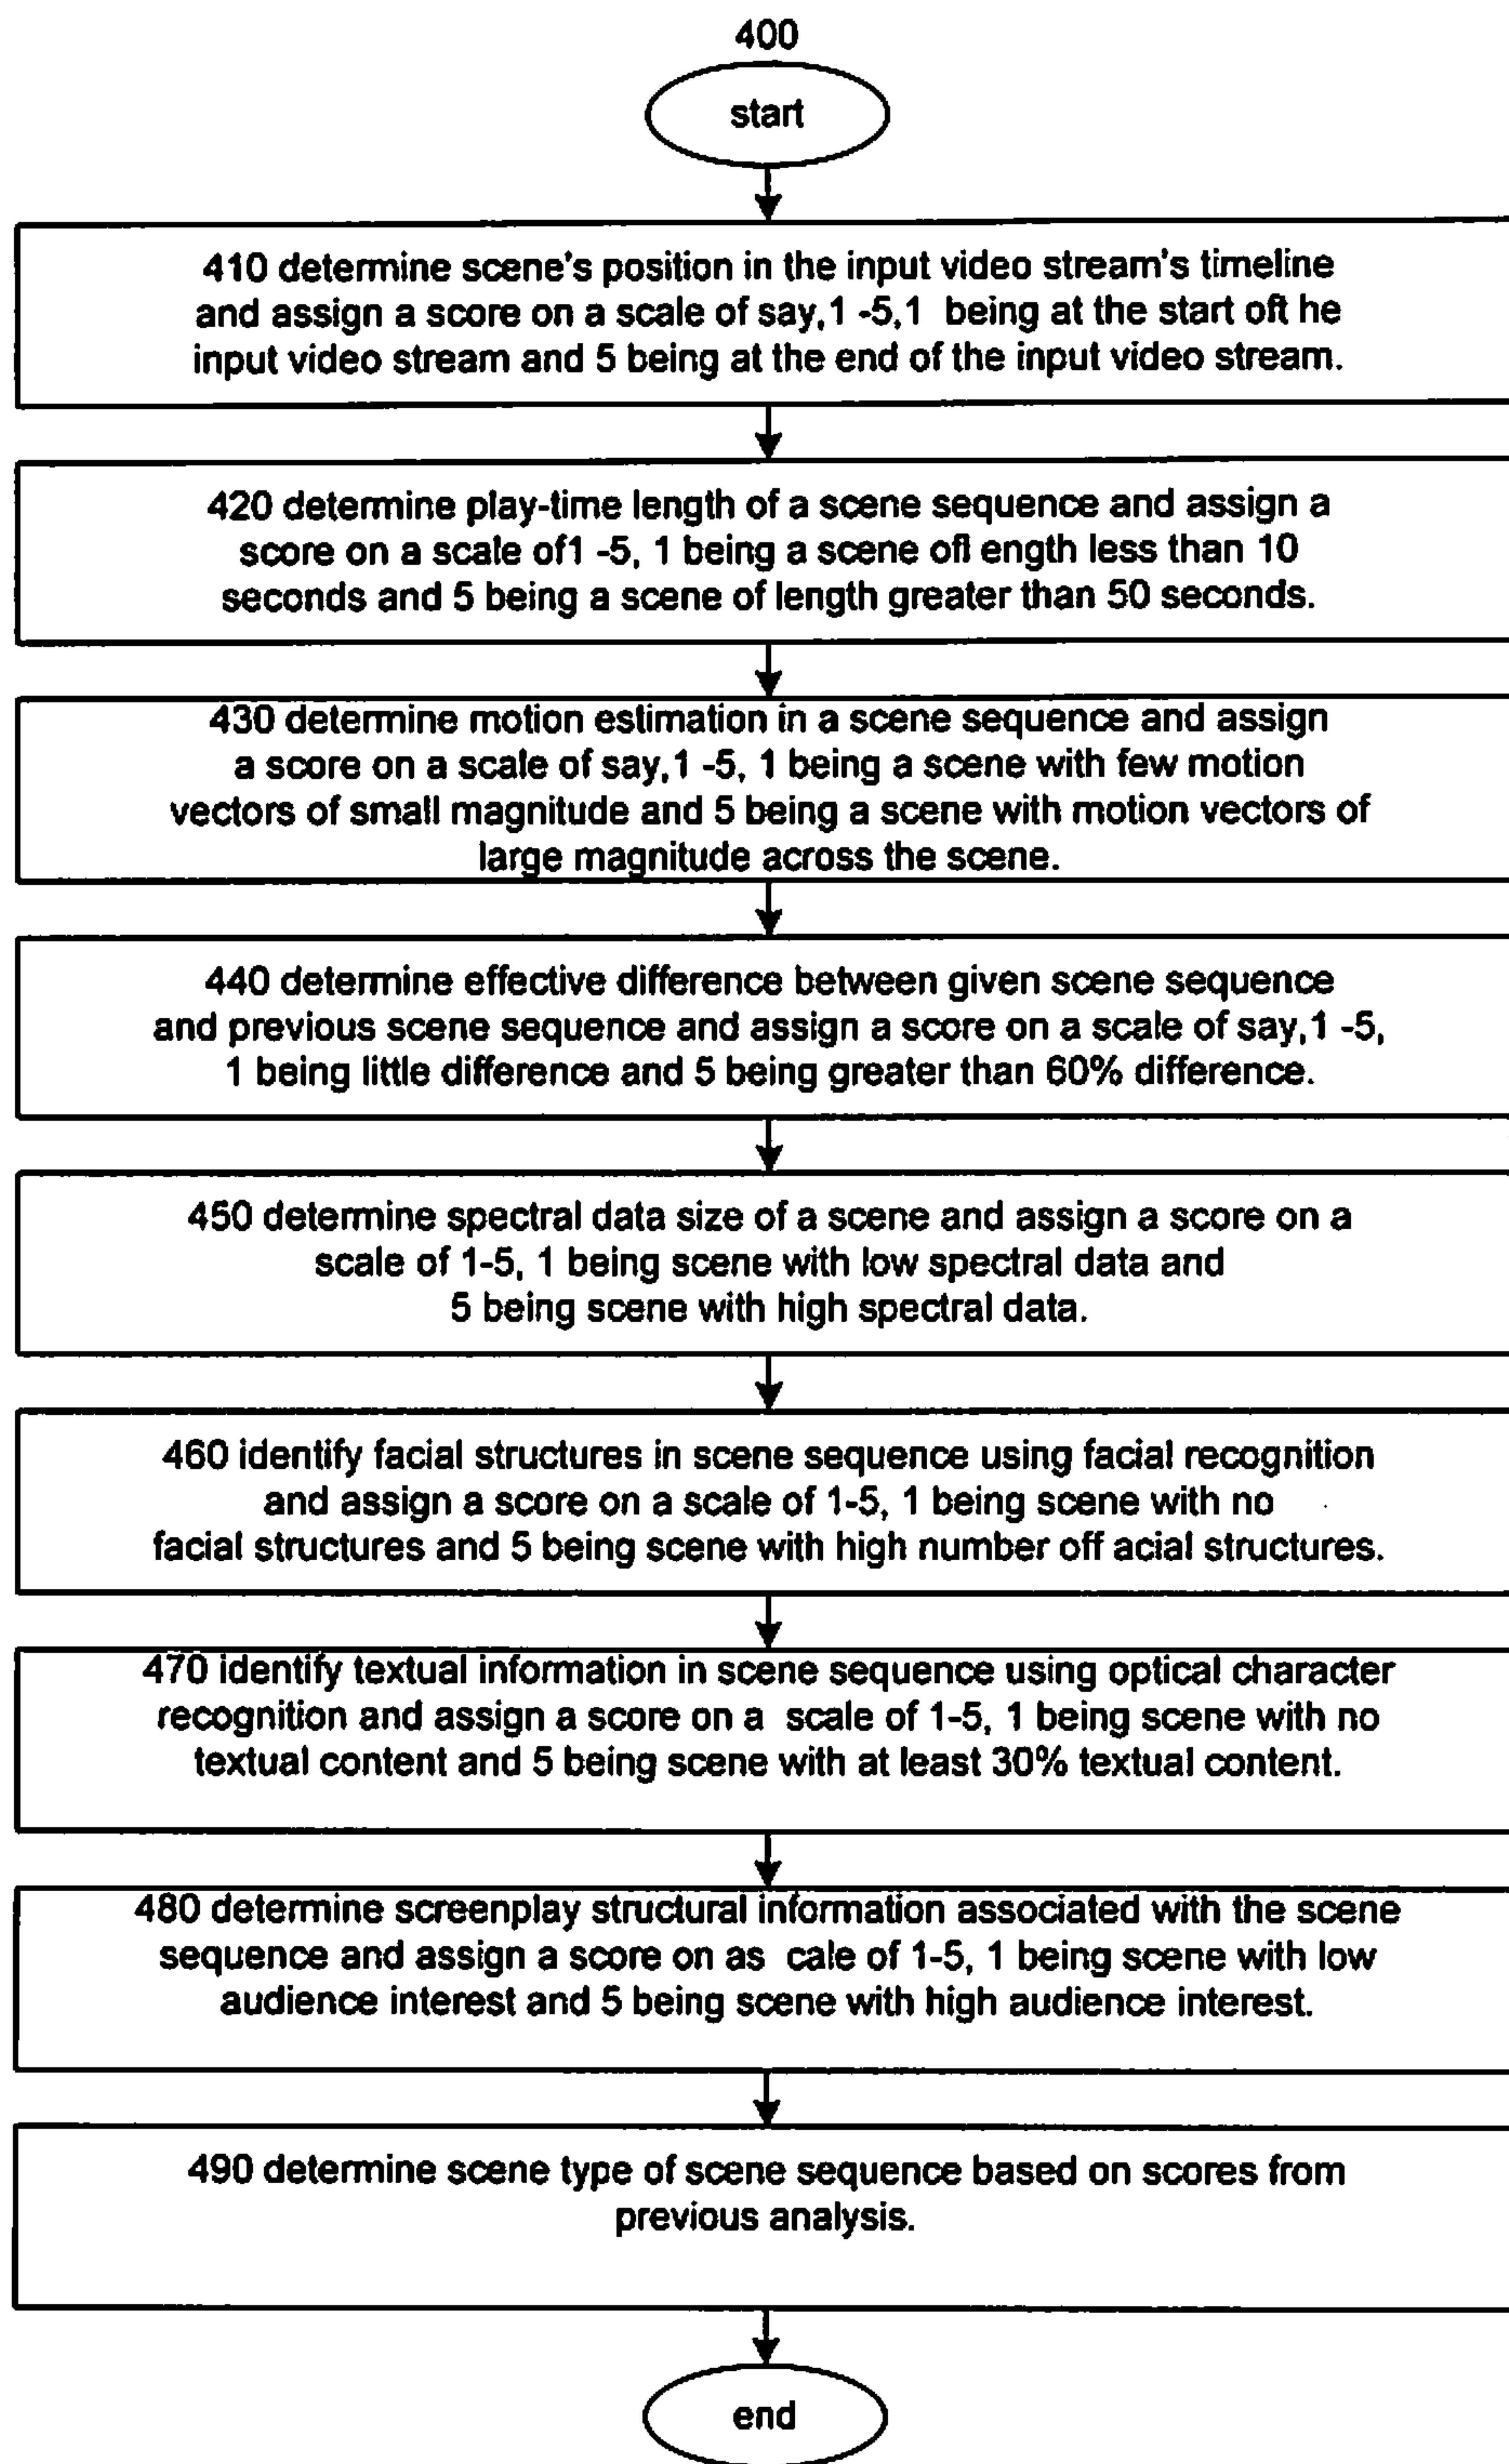 400
start
410 determine scene's position in the input video stream's timeline
and assign a score on a scale of say,1 -5,1 being at the start oft he
input video stream and 5 being at the end of the input video stream.
420 determine play-time length of a scene sequence and assign a
score on a scale of1 -5, 1 being a scene ofl ength less than 10
seconds and 5 being a scene of length greater than 50 seconds.
430 determine motion estimation in a scene sequence and assign
a score on a scale of say,1 -5, 1 being a scene with few motion
vectors of small magnitude and 5 being a scene with motion vectors of
large magnitude across the scene.
440 determine effective difference between given scene sequence
and previous scene sequence and assign a score on a scale of say,1 -5,
1 being little difference and 5 being greater than 60% difference.
450 determine spectral data size of a scene and assign a score on a
scale of 1-5, 1 being scene with low spectral data and
5 being scene with high spectral data.
460 identify facial structures in scene sequence using facial recognition
and assign a score on a scale of 1-5, 1 being scene with no
facial structures and 5 being scene with high number off acial structures.
470 identify textual information in scene sequence using optical character
recognition and assign a score on a scale of 1-5, 1 being scene with no
textual content and 5 being scene with at least 30% textual content.
480 determine screenplay structural information associated with the scene
sequence and assign a score on as cale of 1-5, 1 being scene with low
audience interest and 5 being scene with high audience interest.
490 determine scene type of scene sequence based on scores from
previous analysis.
end